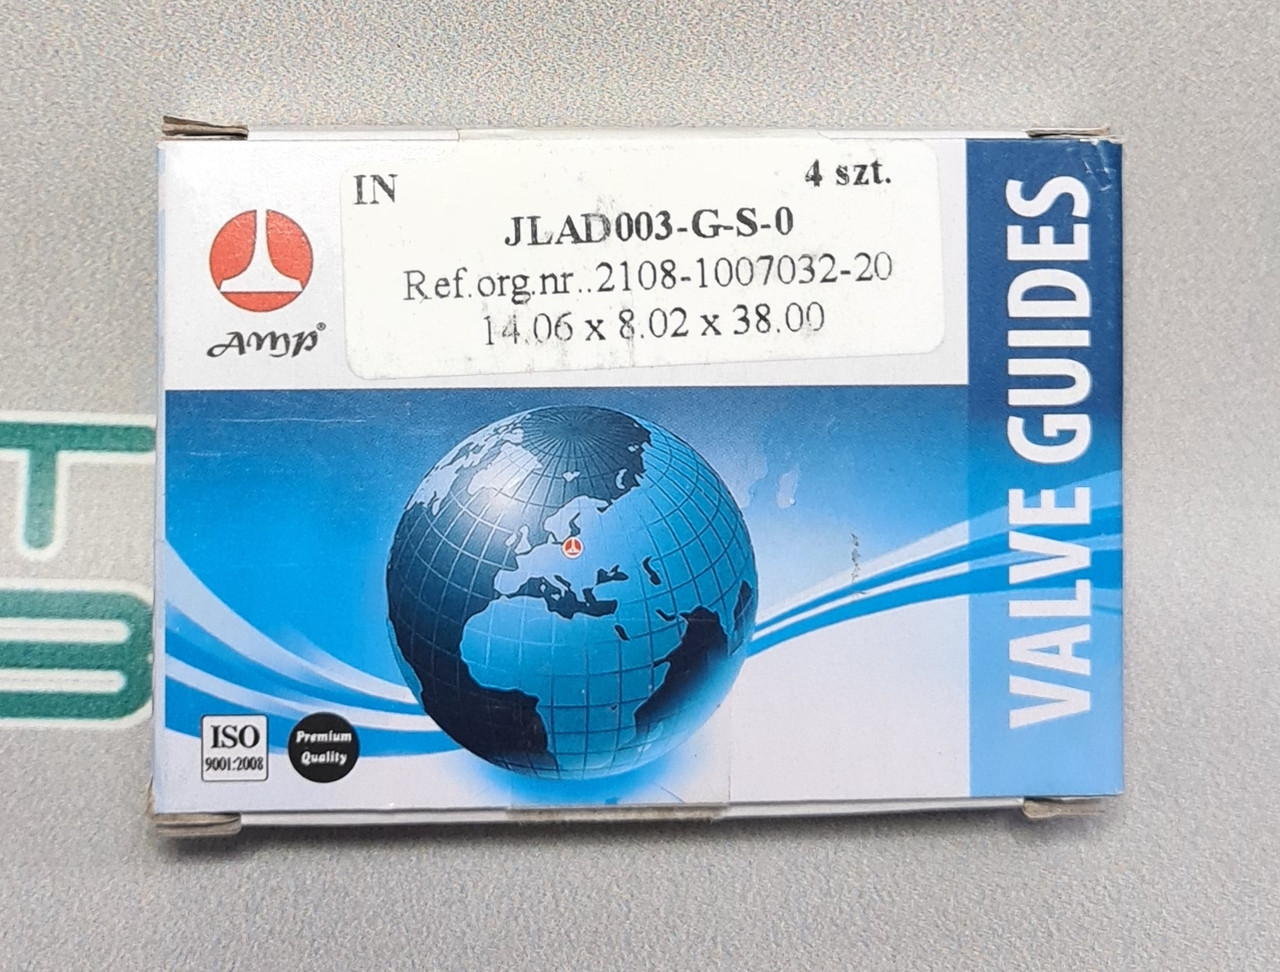 IN
4 szt.
JLAD003-G-S-0
Ref.org.nr..2108-1007032-20
14.06 x 8.02 x 38.00
AMP®
VALVE GUIDES
ISO
9001:2008
Premium
Quality